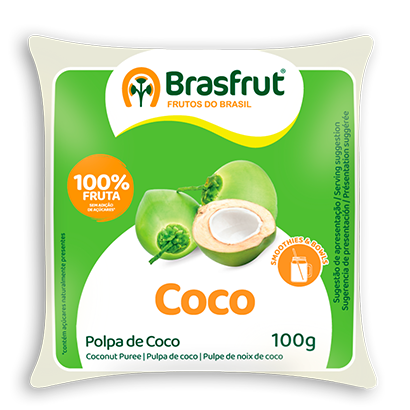 Brasfrut®
FRUTOS DO BRASIL
100%
FRUTA
SEM ADIÇÃO
DE AÇÚCARES*
SMOOTHIES & BOWLS
Sugestão de apresentação / Serving suggestion
Sugerencia de presentación / Présentation suggérée
*contém açúcares naturalmente presentes
Coco
Polpa de Coco
100g
Coconut Puree | Pulpa de coco | Pulpe de noix de coco